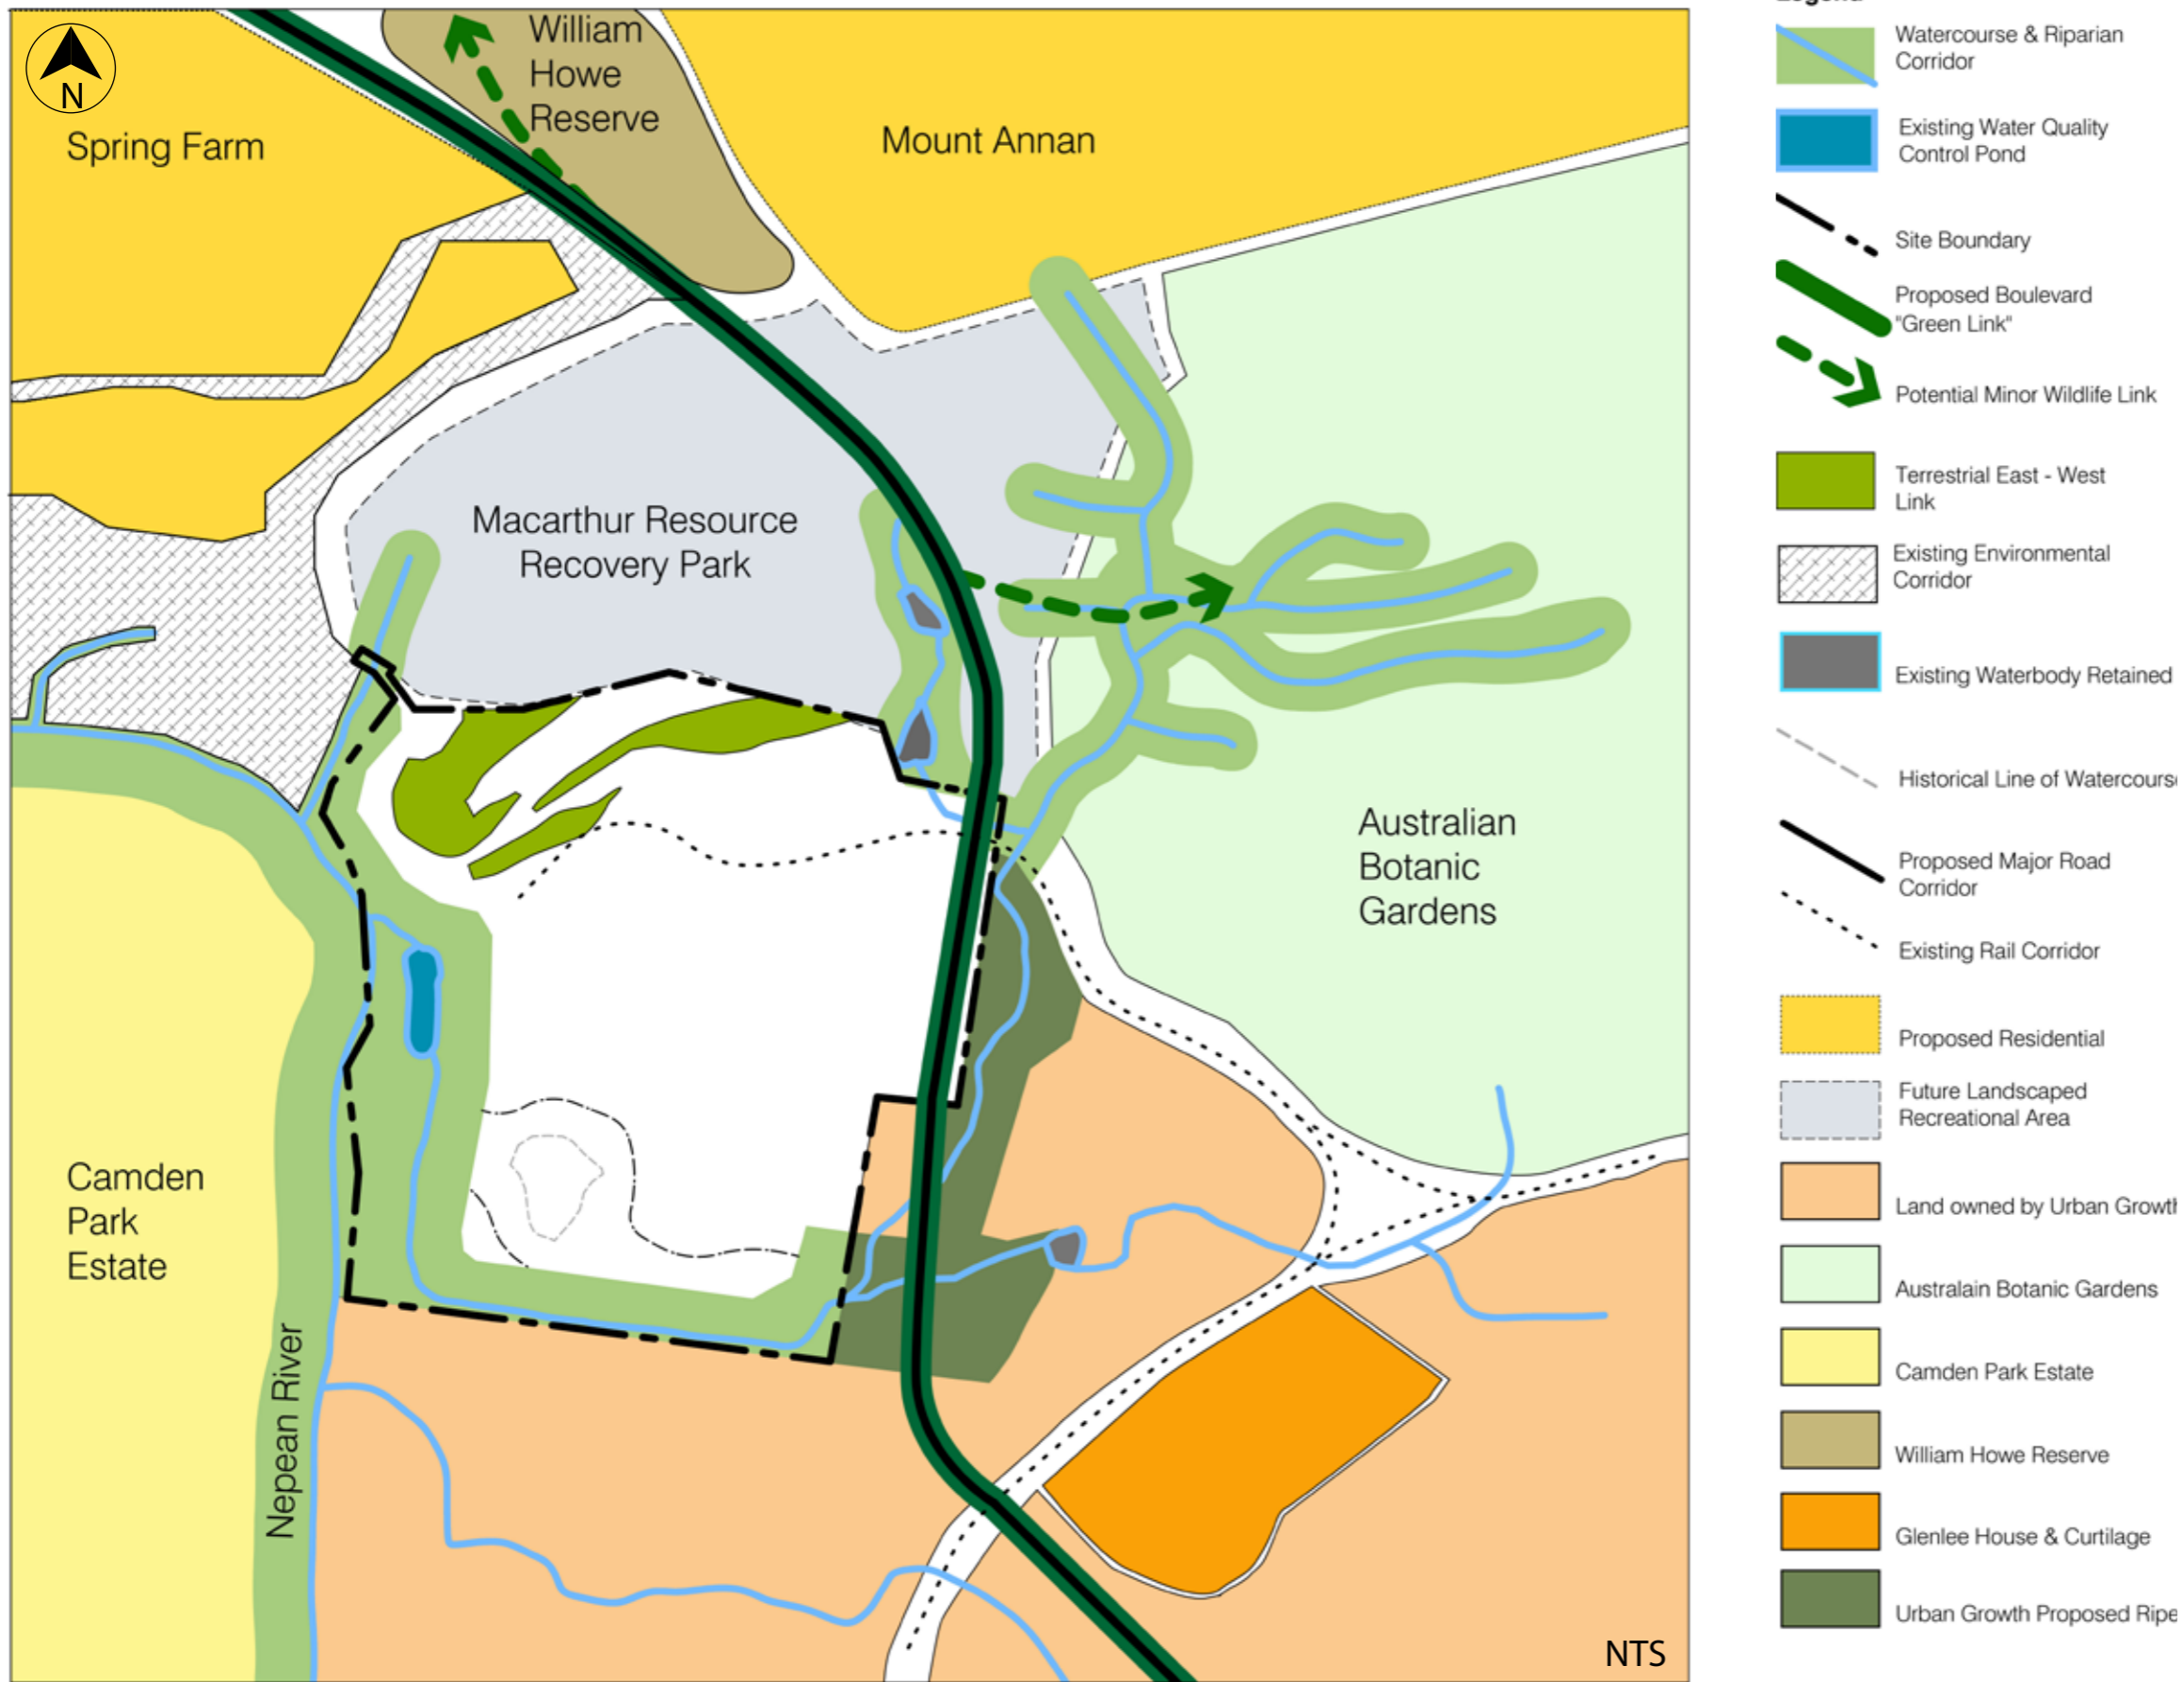 N
Spring Farm
William
Howe
Reserve
Mount Annan
Macarthur Resource
Recovery Park
Australian
Botanic
Gardens
Camden
Park
Estate
Nepean River
NTS
Legend
Watercourse & Riparian
Corridor
Existing Water Quality
Control Pond
Site Boundary
Proposed Boulevard
"Green Link"
Potential Minor Wildlife Link
Terrestrial East - West
Link
Existing Environmental
Corridor
Existing Waterbody Retained
Historical Line of Watercours
Proposed Major Road
Corridor
Existing Rail Corridor
Proposed Residential
Future Landscaped
Recreational Area
Land owned by Urban Growth
Australain Botanic Gardens
Camden Park Estate
William Howe Reserve
Glenlee House & Curtilage
Urban Growth Proposed Ripe